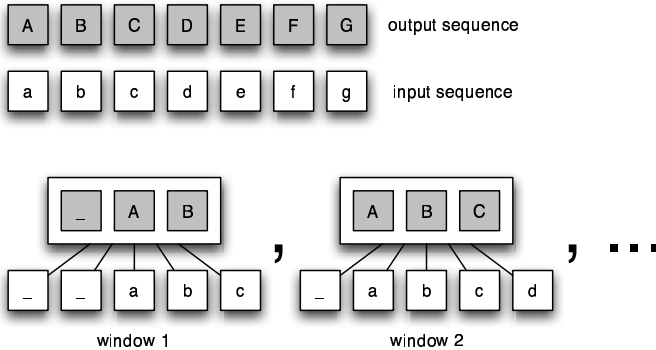 A B C D E F G output sequence
a b c d e f g input sequence
_ A B , A B C , ...
_ _ a b c _ a b c d
window 1 window 2